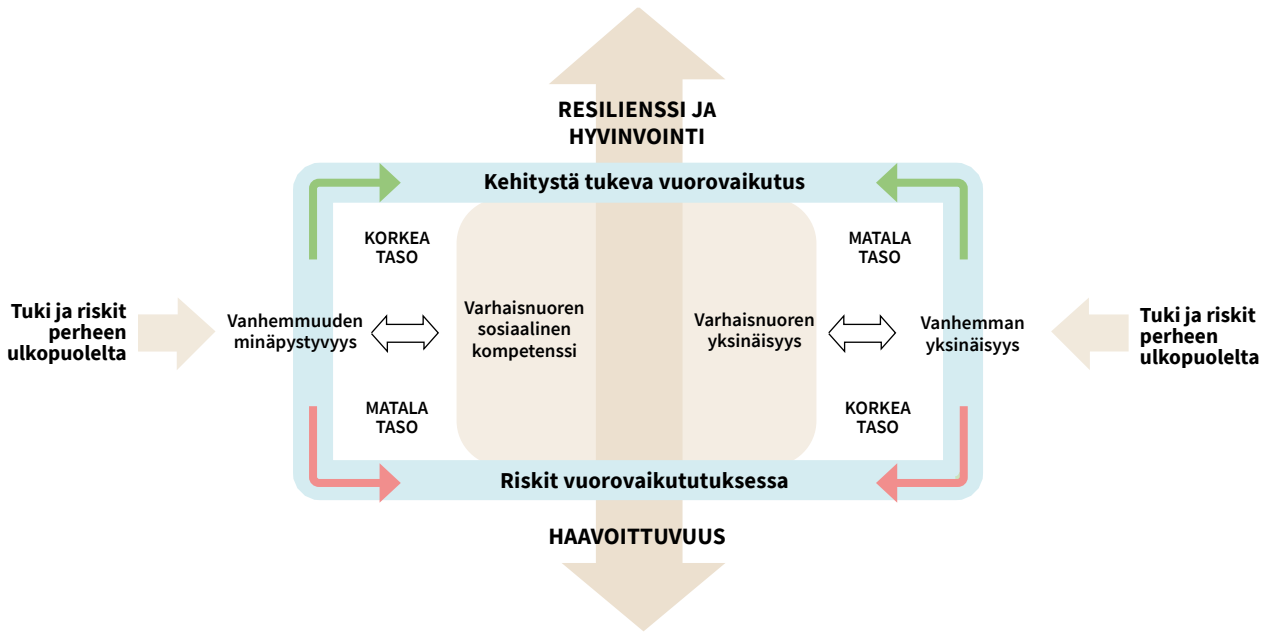 RESILIENSSI JA
HYVINVOINTI
Kehitystä tukeva vuorovaikutus
KORKEA
TASO
MATALA
TASO
Tuki ja riskit
perheen
ulkopuolelta
Vanhemmuuden
minäpystyvyys
Varhaisnuoren
sosiaalinen
kompetenssi
Varhaisnuoren
yksinäisyys
Vanhemman
yksinäisyys
Tuki ja riskit
perheen
ulkopuolelta
MATALA
TASO
KORKEA
TASO
Riskit vuorovaikututuksessa
HAAVOITTUVUUS